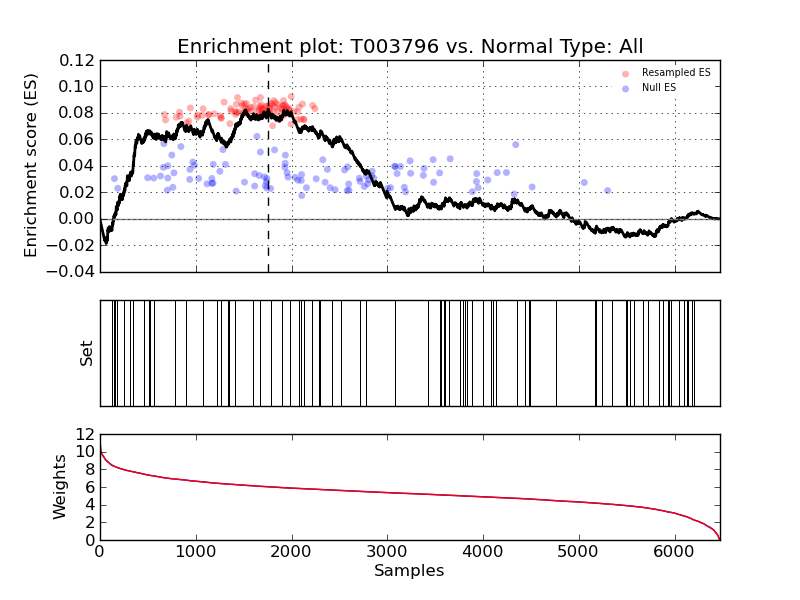 Enrichment plot: T003796 vs. Normal Type: All
Enrichment score (ES)
0.12
0.10
0.08
0.06
0.04
0.02
0.00
−0.02
−0.04
Resampled ES
Null ES
Set
Weights
12
10
8
6
4
2
0
0 1000 2000 3000 4000 5000 6000
Samples